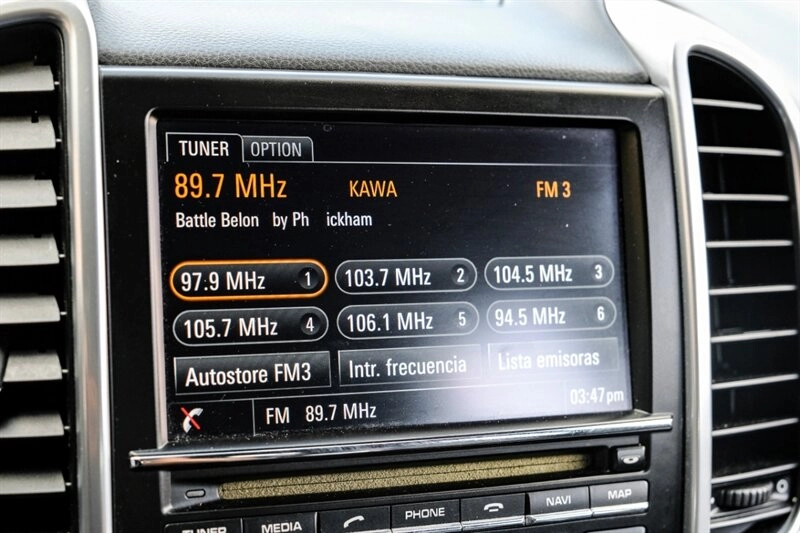 TUNER OPTION
89.7 MHz KAWA FM 3
Battle Belon by Ph ickham
97.9 MHz 1 103.7 MHz 2 104.5 MHz 3
105.7 MHz 4 106.1 MHz 5 94.5 MHz 6
Autostore FM3 Intr. frecuencia Lista emisoras
FM 89.7 MHz 03:47pm
TUNER MEDIA PHONE NAVI MAP